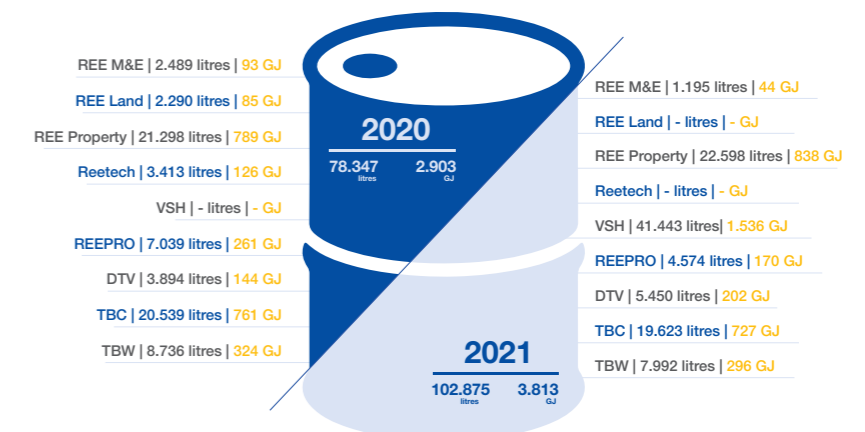 REE M&E | 2.489 litres | 93 GJ
REE Land | 2.290 litres | 85 GJ
REE Property | 21.298 litres | 789 GJ
Reetech | 3.413 litres | 126 GJ
VSH | - litres | - GJ
REEPRO | 7.039 litres | 261 GJ
DTV | 3.894 litres | 144 GJ
TBC | 20.539 litres | 761 GJ
TBW | 8.736 litres | 324 GJ
2020
78.347 2.903
litres GJ
REE M&E | 1.195 litres | 44 GJ
REE Land | - litres | - GJ
REE Property | 22.598 litres | 838 GJ
Reetech | - litres | - GJ
VSH | 41.443 litres| 1.536 GJ
REEPRO | 4.574 litres | 170 GJ
DTV | 5.450 litres | 202 GJ
TBC | 19.623 litres | 727 GJ
TBW | 7.992 litres | 296 GJ
2021
102.875 3.813
litres GJ